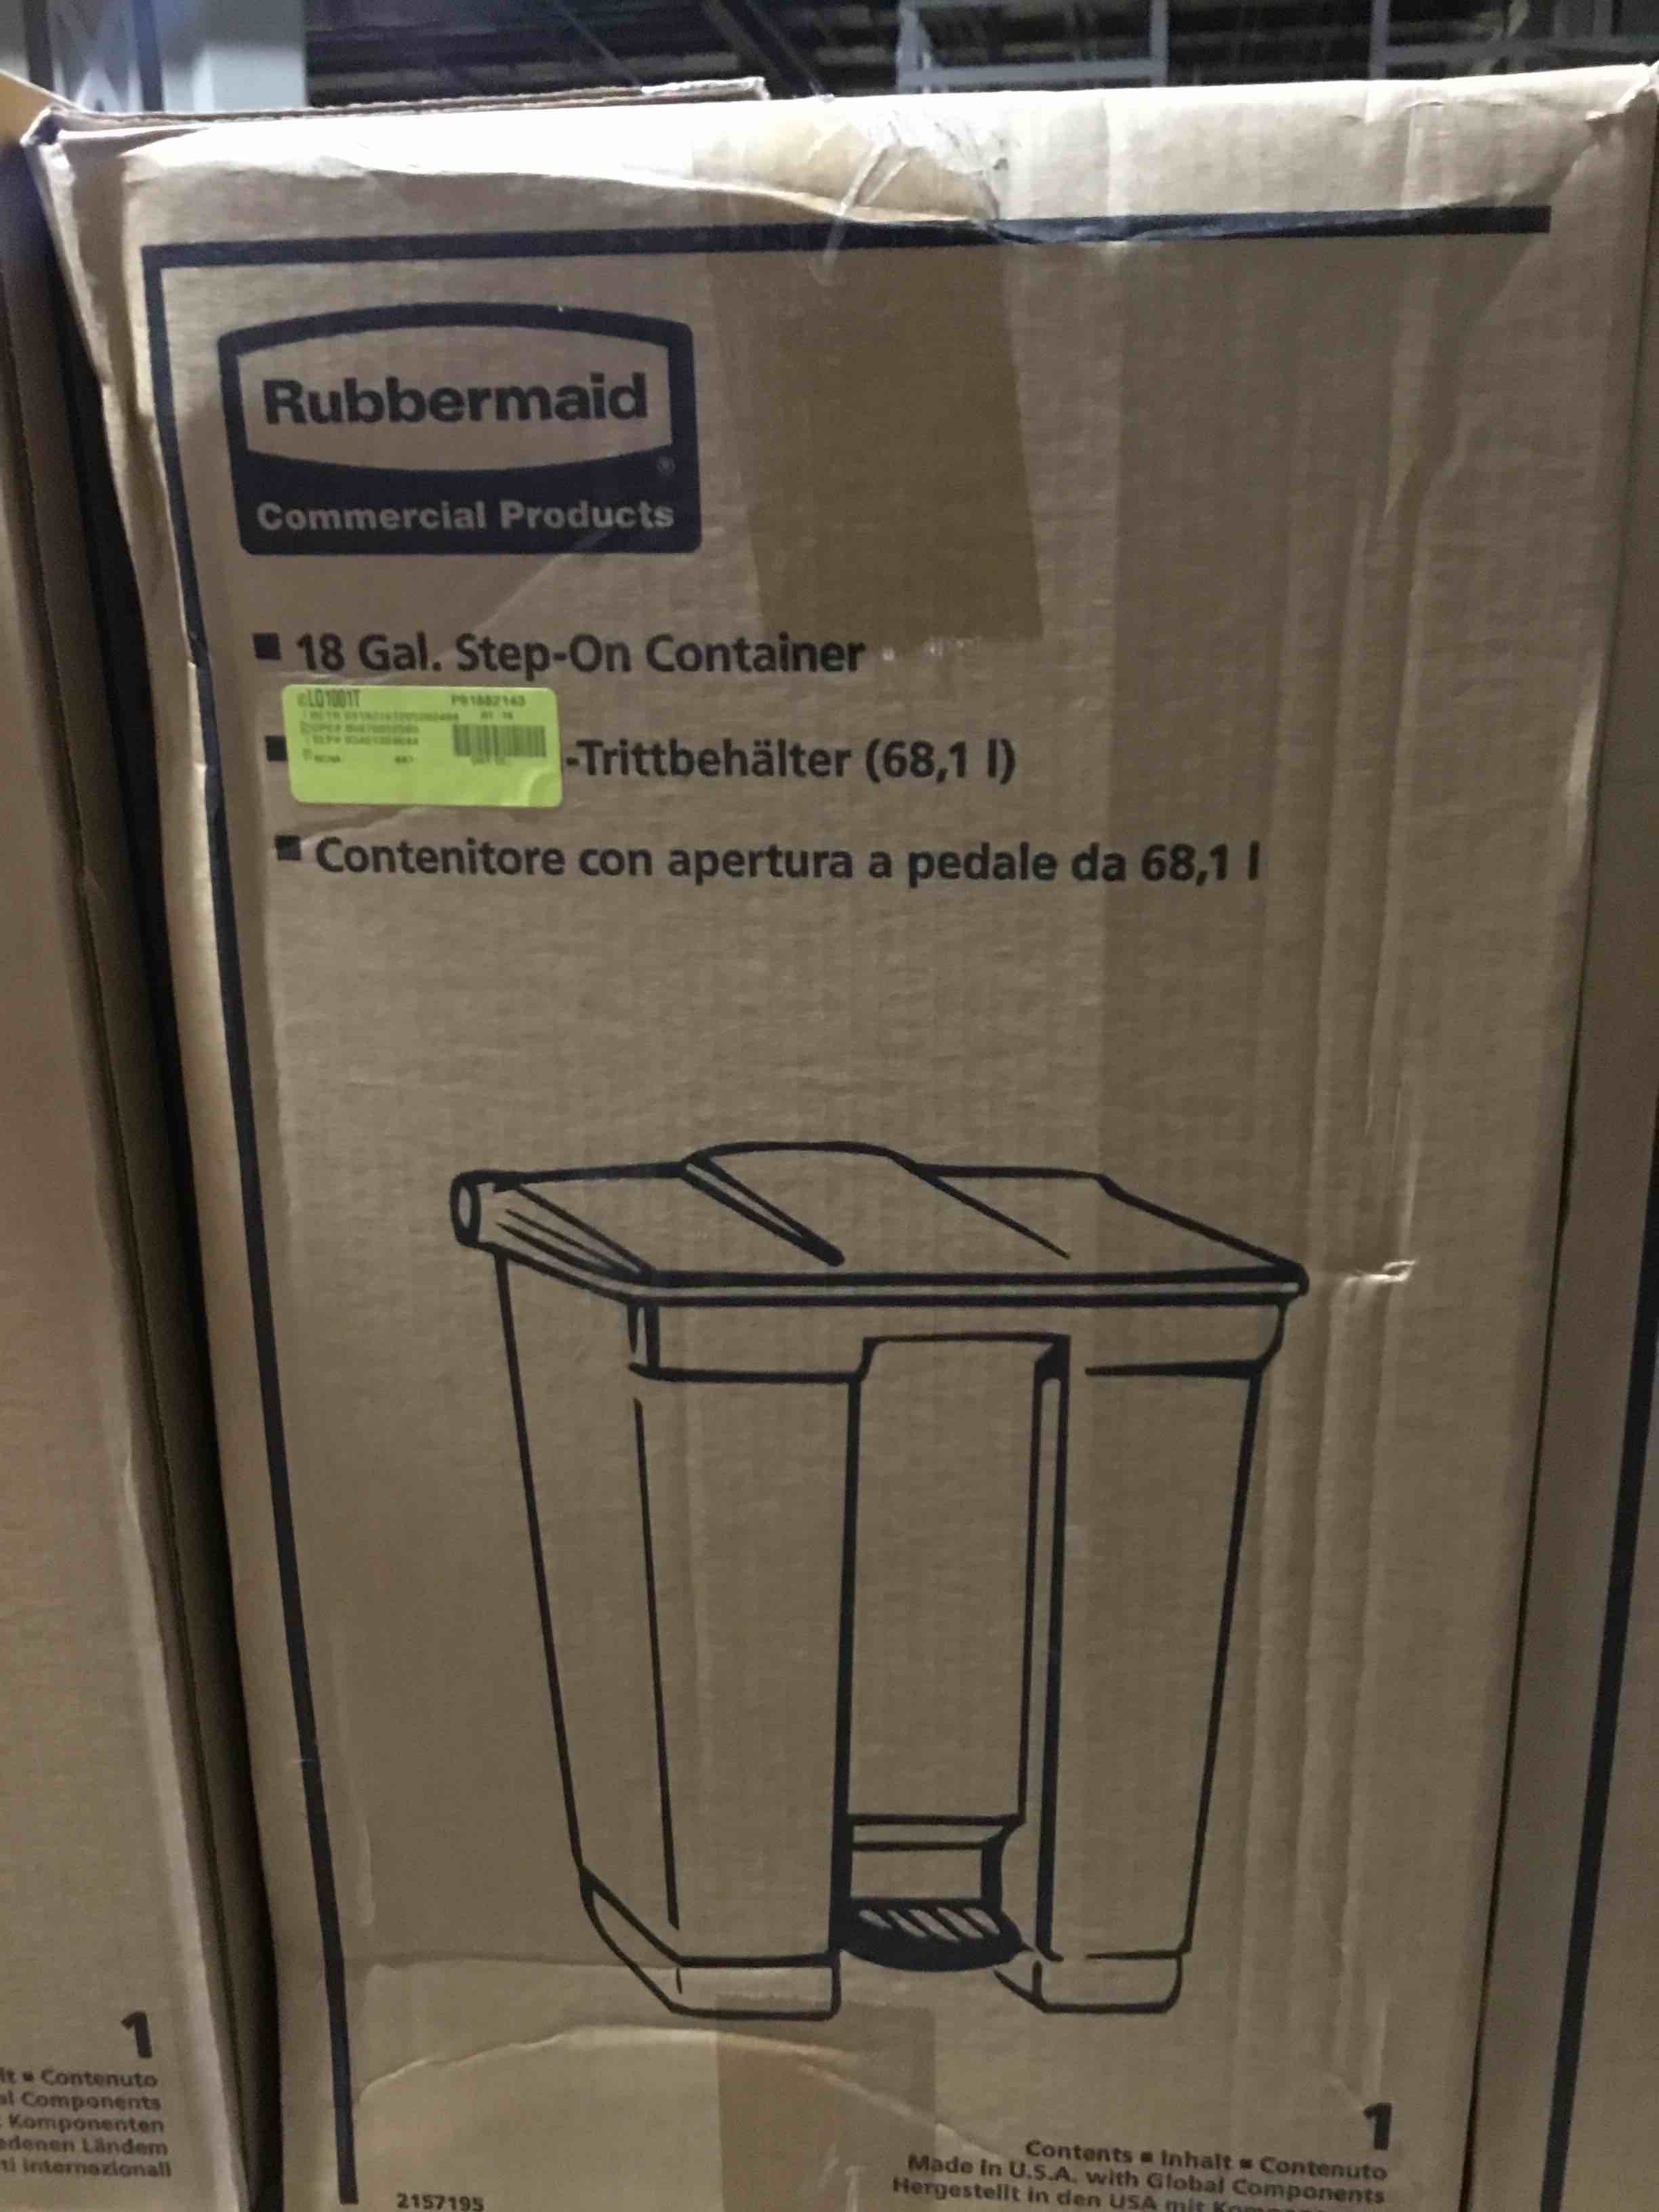 Rubbermaid
®
Commercial Products
■ 18 Gal. Step-On Container
LQ1001T
■ -Trittbehälter (68,1 l)
■ Contenitore con apertura a pedale da 68,1 l
1
Contents ■ Inhalt ■ Contenuto
Made in U.S.A. with Global Components
Hergestellt in den USA mit
2157195
1
■ Contenuto
Components
Komponenten
Ländern
internazionali